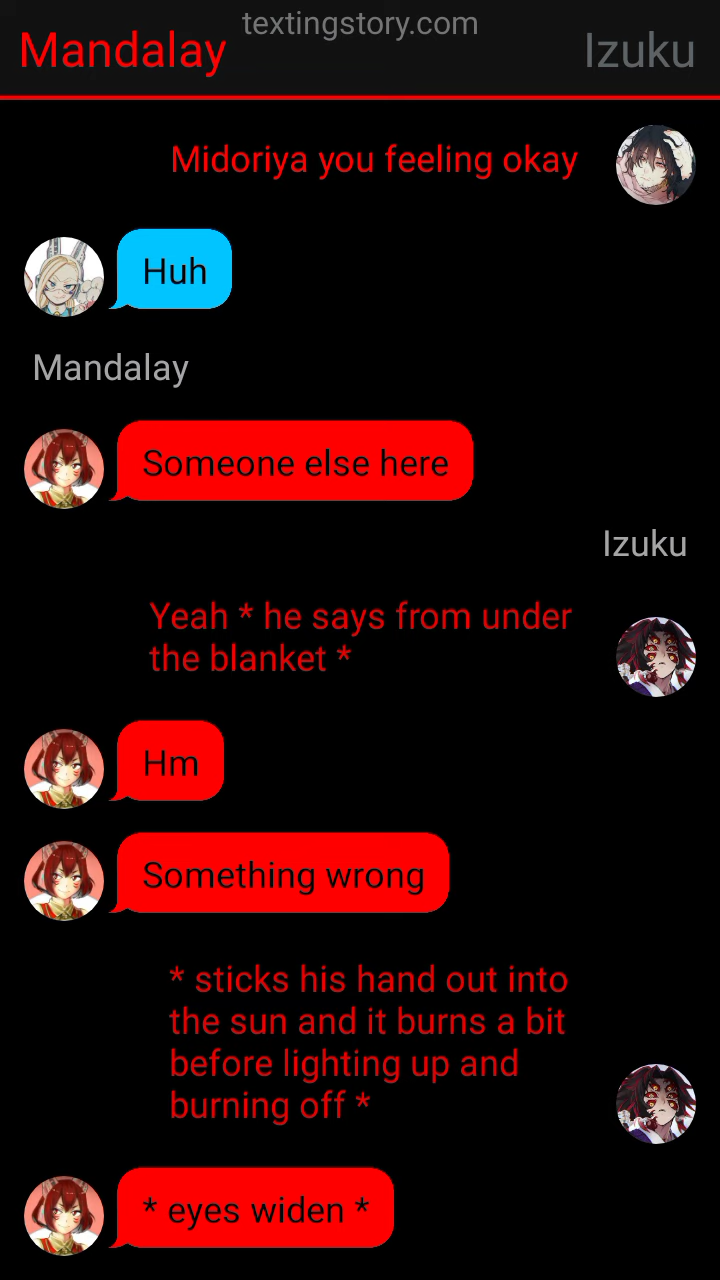 textingstory.com
Mandalay
Izuku
Midoriya you feeling okay
Huh
Mandalay
Someone else here
Izuku
Yeah * he says from under
the blanket *
Hm
Something wrong
* sticks his hand out into
the sun and it burns a bit
before lighting up and
burning off *
* eyes widen *